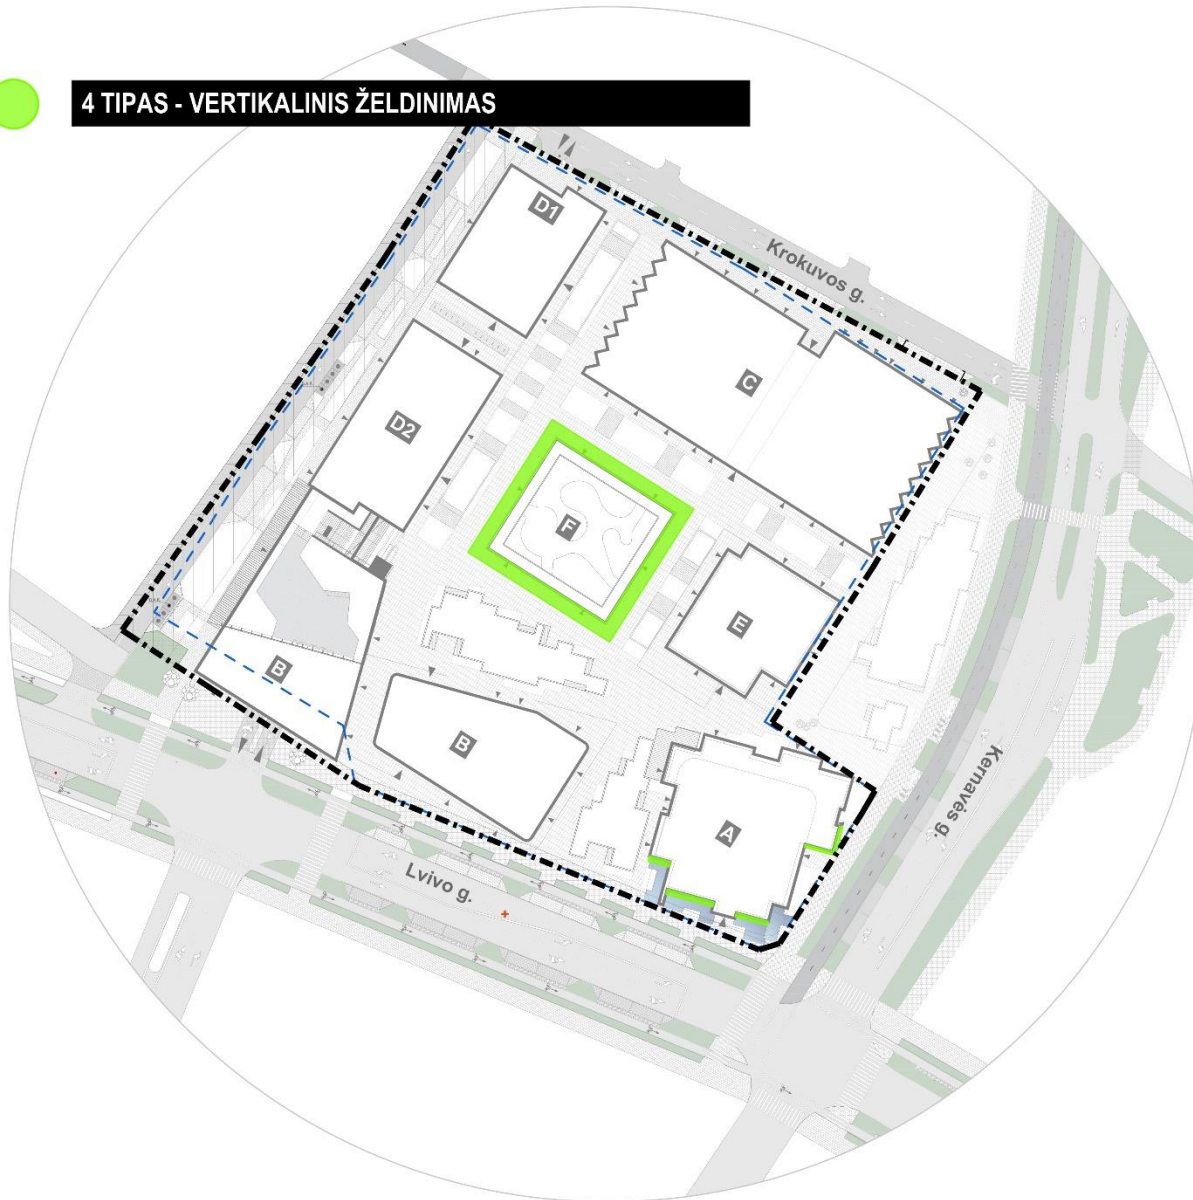 4 TIPAS - VERTIKALINIS ŽELDINIMAS
D1
Krokuvos g.
C
D2
F
E
B
B
A
Kernavės g.
Lvivo g.